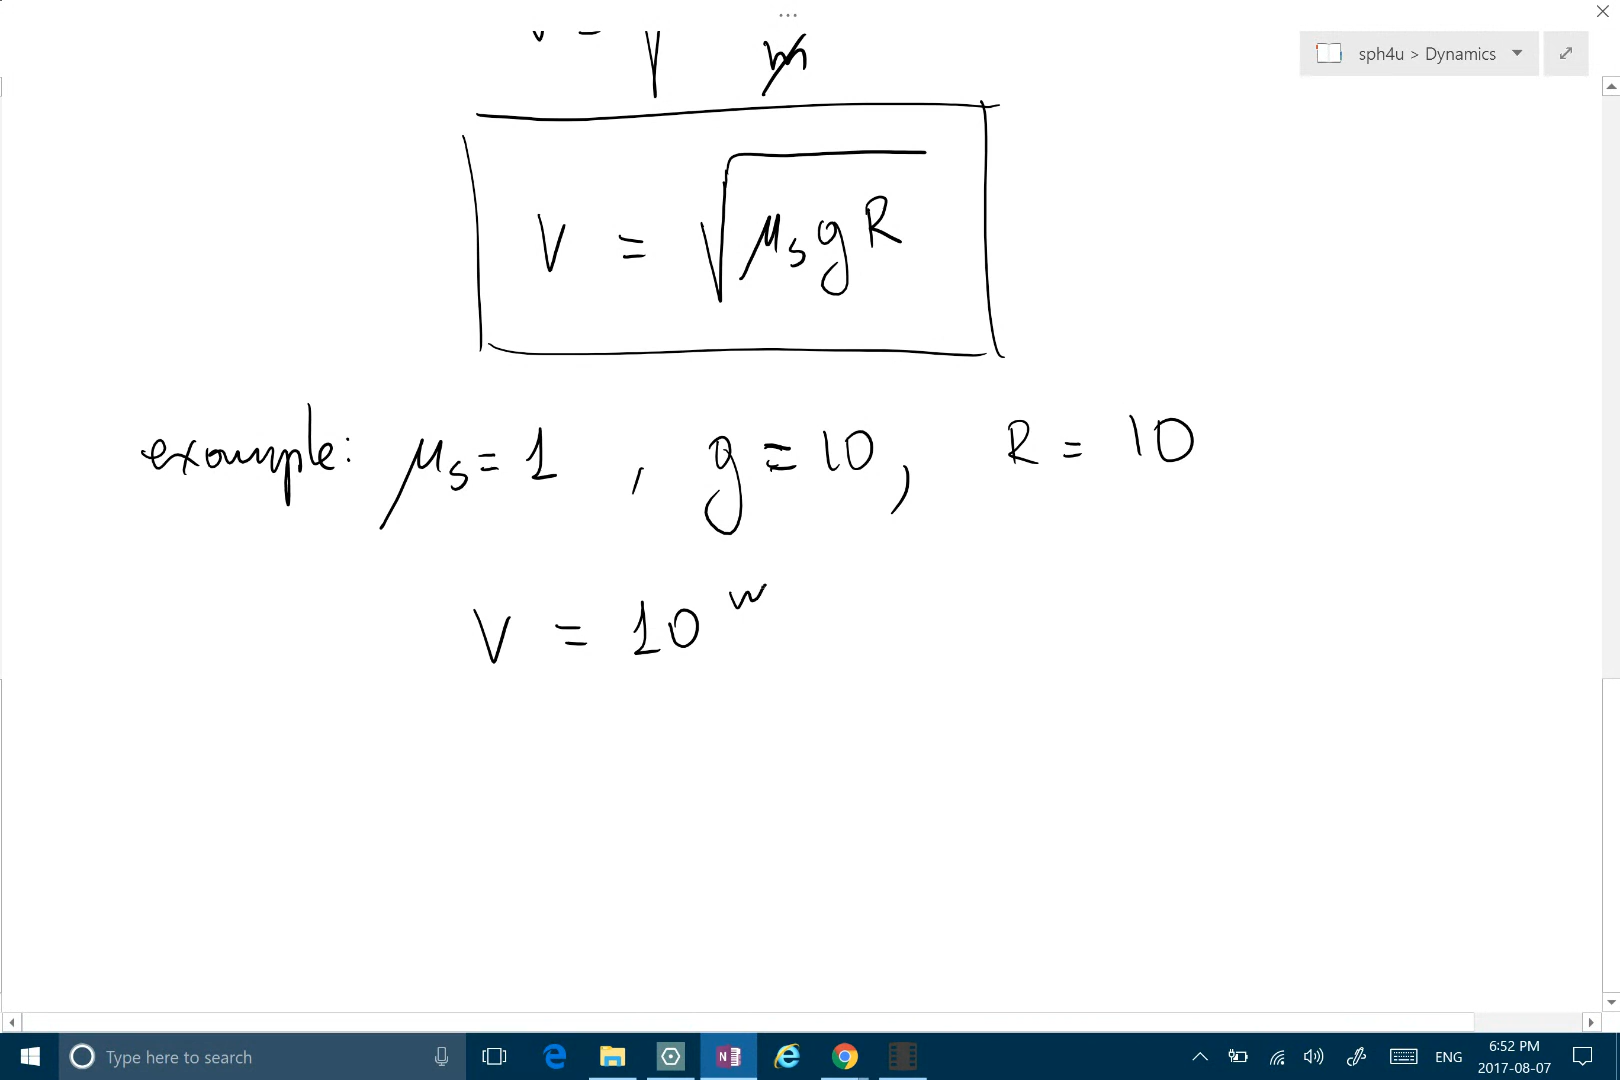 ...
sph4u > Dynamics
V = √μsgR
example: μs = 1 , g = 10, R = 10
V = 10 m
Type here to search
N
ENG
6:52 PM
2017-08-07